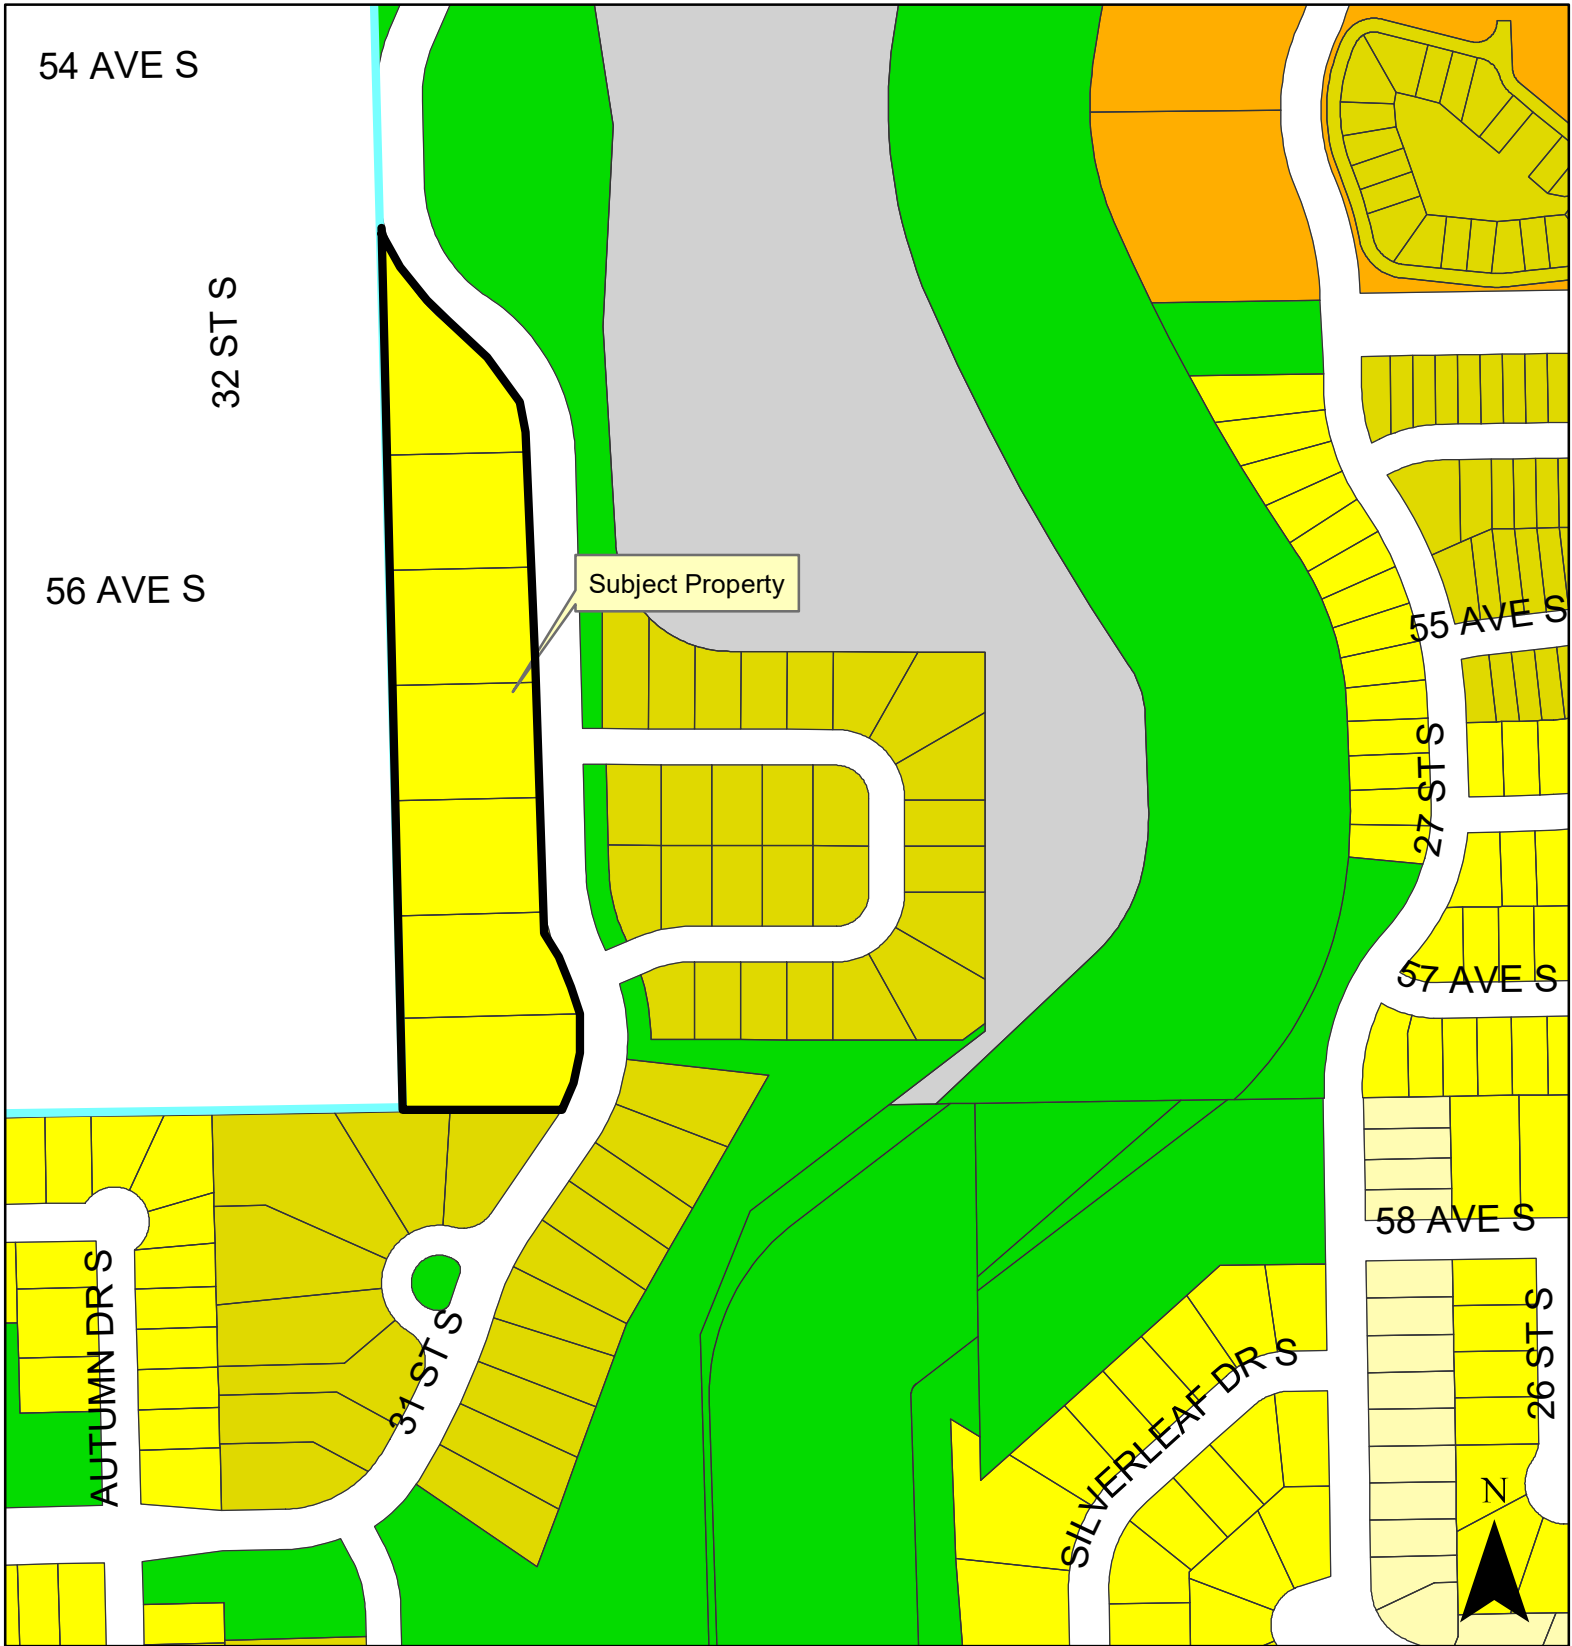 54 AVE S
32 ST S
56 AVE S
Subject Property
55 AVE S
27 ST S
57 AVE S
58 AVE S
AUTUMN DR S
31 ST S
SILVERLEAF DR S
26 ST S
N